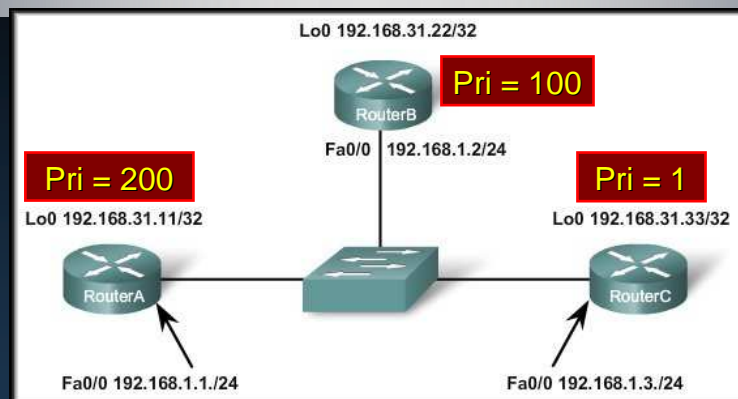 Lo0 192.168.31.22/32
Pri = 100
RouterB
Fa0/0 192.168.1.2/24
Pri = 200
Pri = 1
Lo0 192.168.31.11/32
Lo0 192.168.31.33/32
RouterA
RouterC
Fa0/0 192.168.1.1./24
Fa0/0 192.168.1.3./24